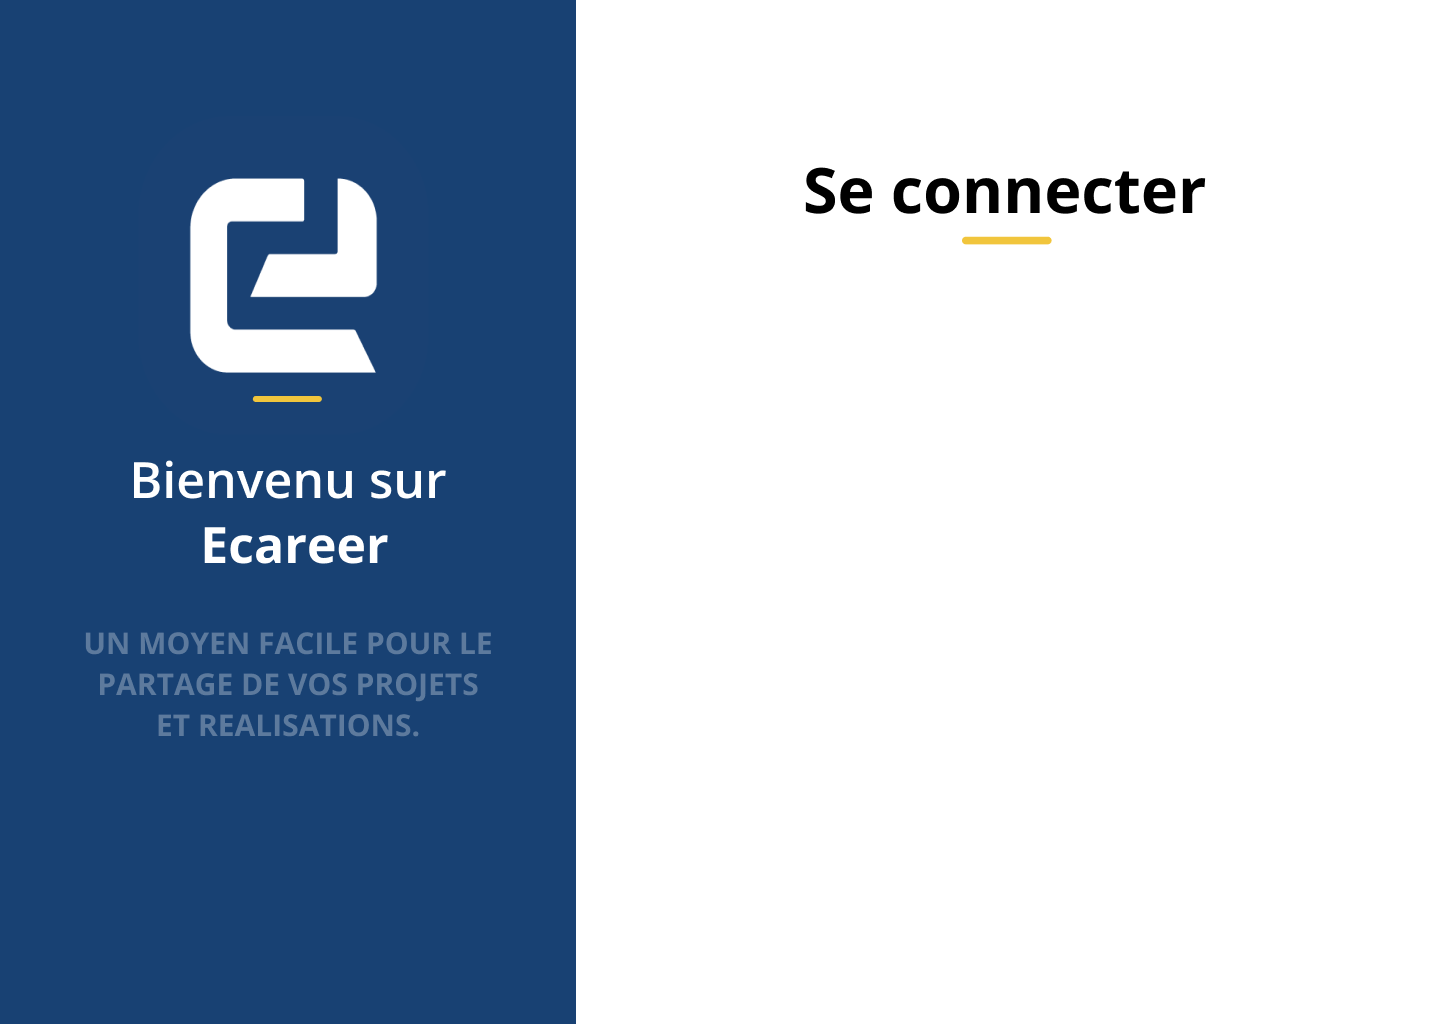 Bienvenu sur
Ecareer
UN MOYEN FACILE POUR LE
PARTAGE DE VOS PROJETS
ET REALISATIONS.
Se connecter